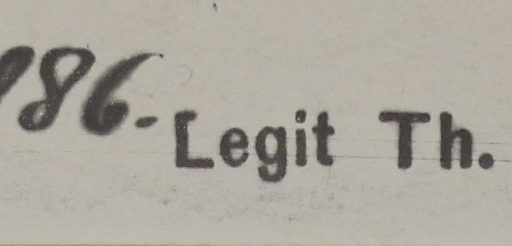 186.- Legit Th.